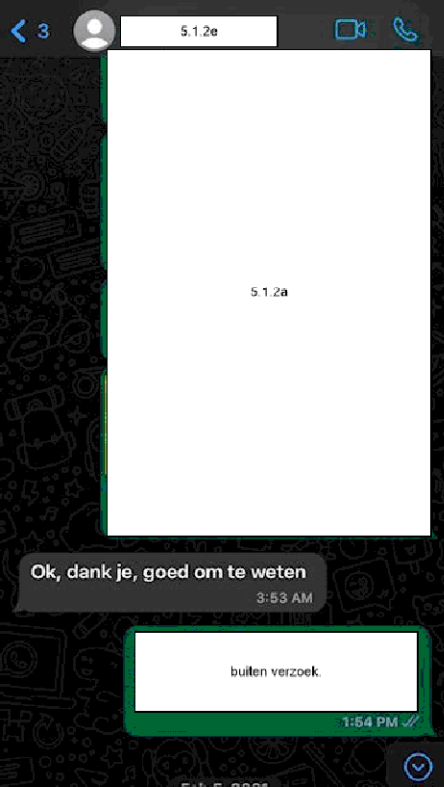 3
5.1.2e
5.1.2a
Ok, dank je, goed om te weten
3:53 AM
buiten verzoek.
1:54 PM